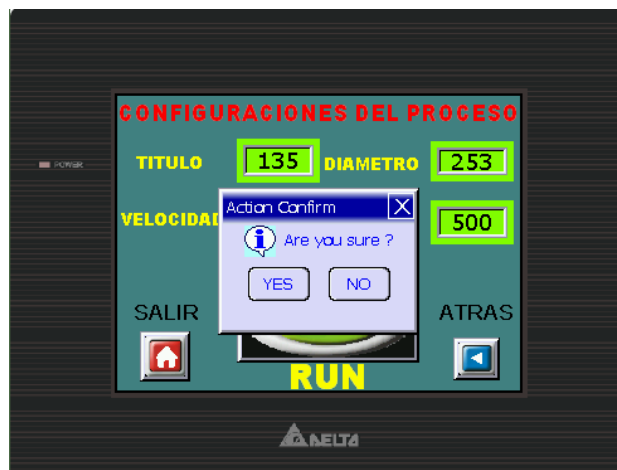 CONFIGURACIONES DEL PROCESO
TITULO 135 DIAMETRO 253
VELOCIDAD 500
Action Confirm X
i Are you sure ?
YES NO
SALIR ATRAS
RUN
POWER
DELTA